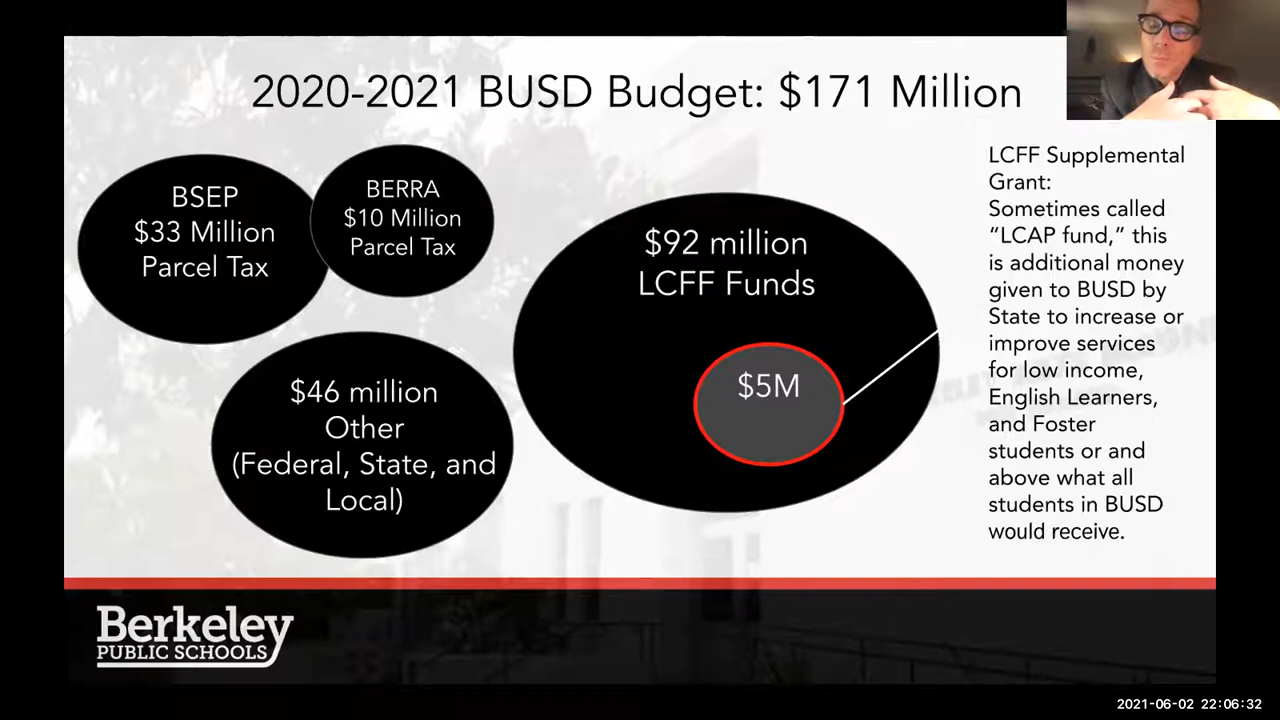 2020-2021 BUSD Budget: $171 Million
BSEP
$33 Million
Parcel Tax
BERRA
$10 Million
Parcel Tax
$46 million
Other
(Federal, State, and
Local)
$92 million
LCFF Funds
$5M
LCFF Supplemental
Grant:
Sometimes called
“LCAP fund,” this
is additional money
given to BUSD by
State to increase or
improve services
for low income,
English Learners,
and Foster
students or and
above what all
students in BUSD
would receive.
Berkeley
PUBLIC SCHOOLS
2021-06-02 22:06:32